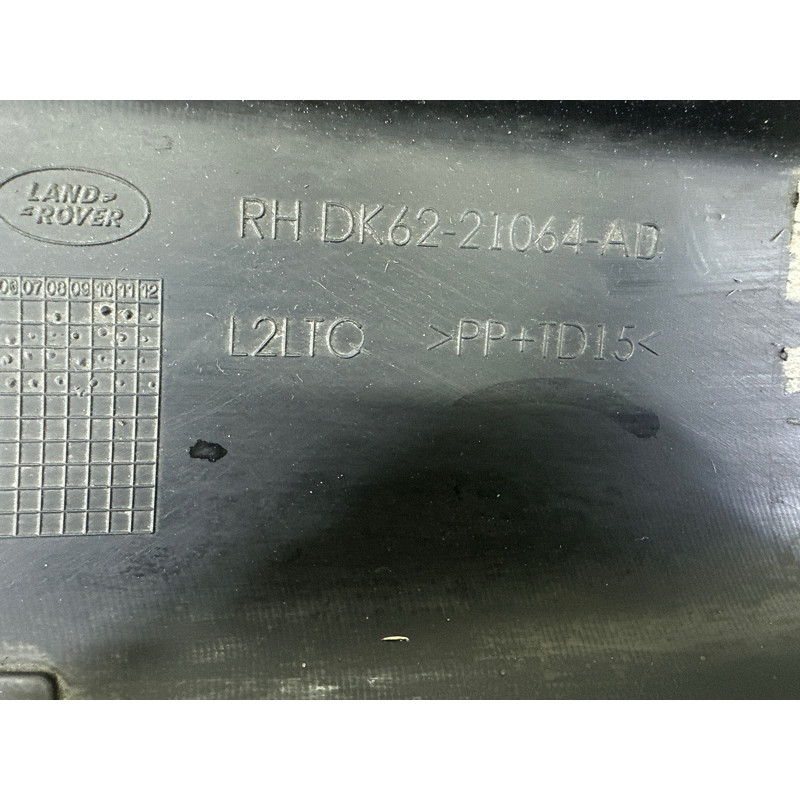 LAND
ROVER
RH DK62-21064-AD
06 07 08 09 10 11 12
L2LTQ >PP+TD15<